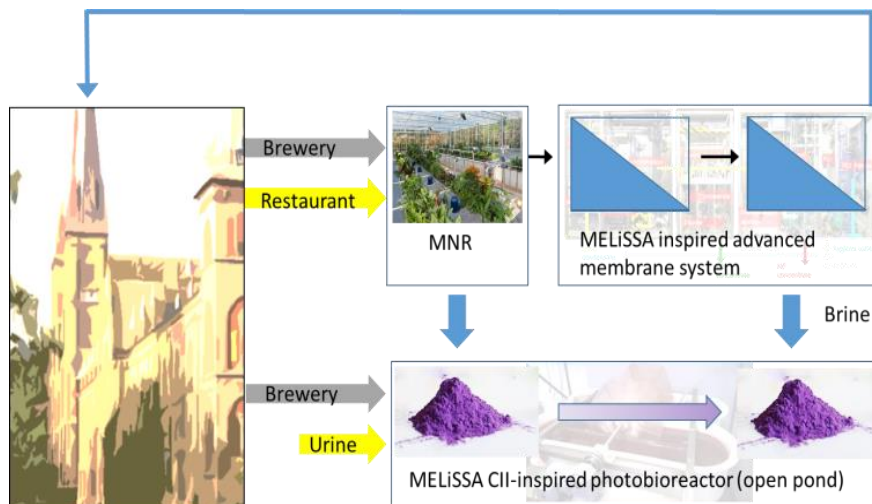 Brewery
Restaurant
MNR
MELiSSA inspired advanced
membrane system
Brine
Brewery
Urine
MELiSSA CII-inspired photobioreactor (open pond)